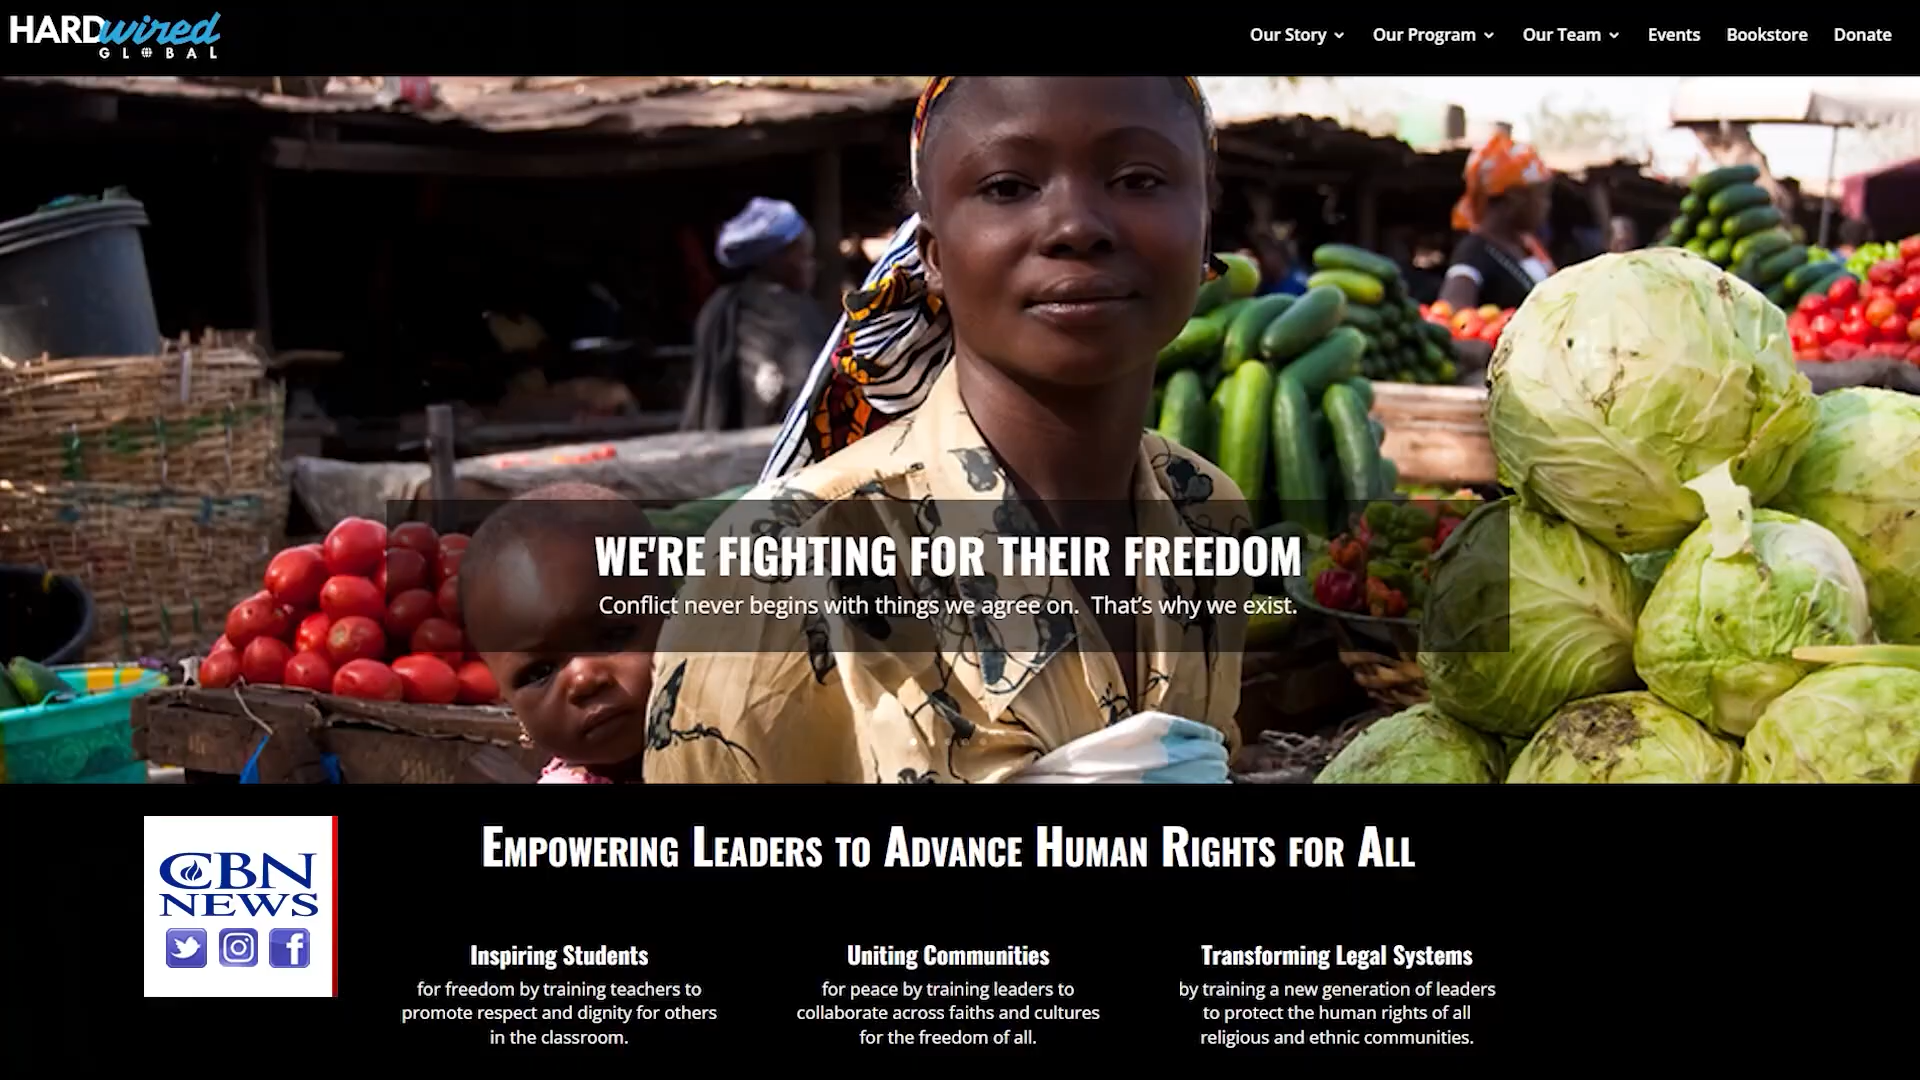 HARDwired
GLOBAL
Our Story
Our Program
Our Team
Events
Bookstore
Donate
WE'RE FIGHTING FOR THEIR FREEDOM
Conflict never begins with things we agree on. That's why we exist.
CBN
NEWS
EMPOWERING LEADERS TO ADVANCE HUMAN RIGHTS FOR ALL
Inspiring Students
for freedom by training teachers to
promote respect and dignity for others
in the classroom.
Uniting Communities
for peace by training leaders to
collaborate across faiths and cultures
for the freedom of all.
Transforming Legal Systems
by training a new generation of leaders
to protect the human rights of all
religious and ethnic communities.